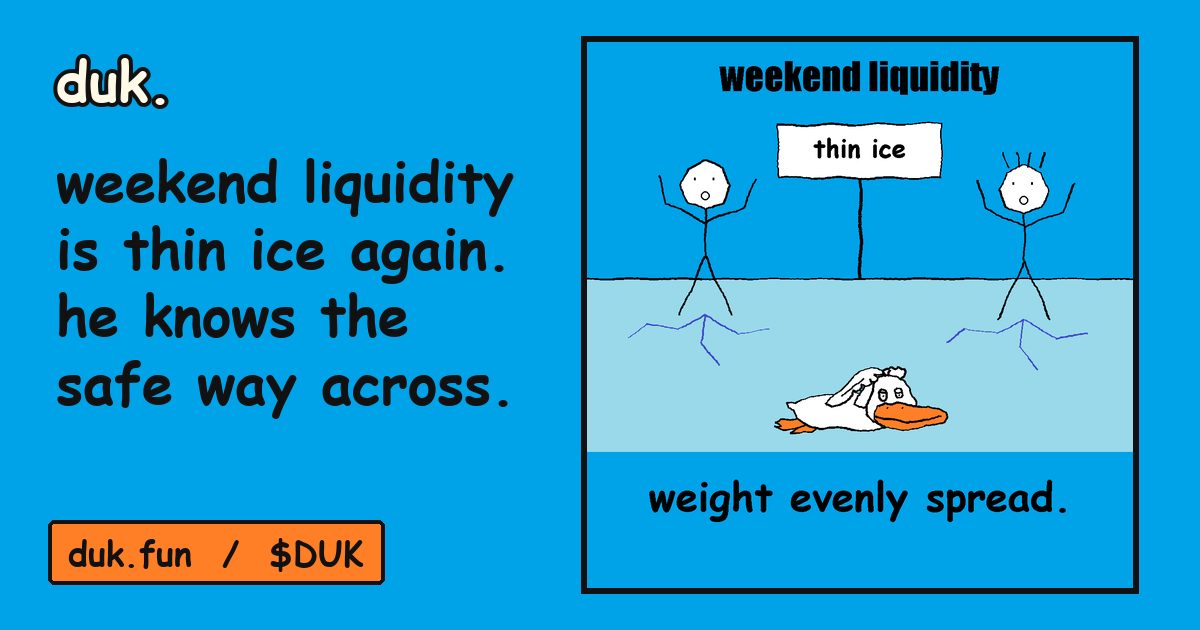 duk.
weekend liquidity
is thin ice again.
he knows the
safe way across.
duk.fun / $DUK
weekend liquidity
thin ice
weight evenly spread.